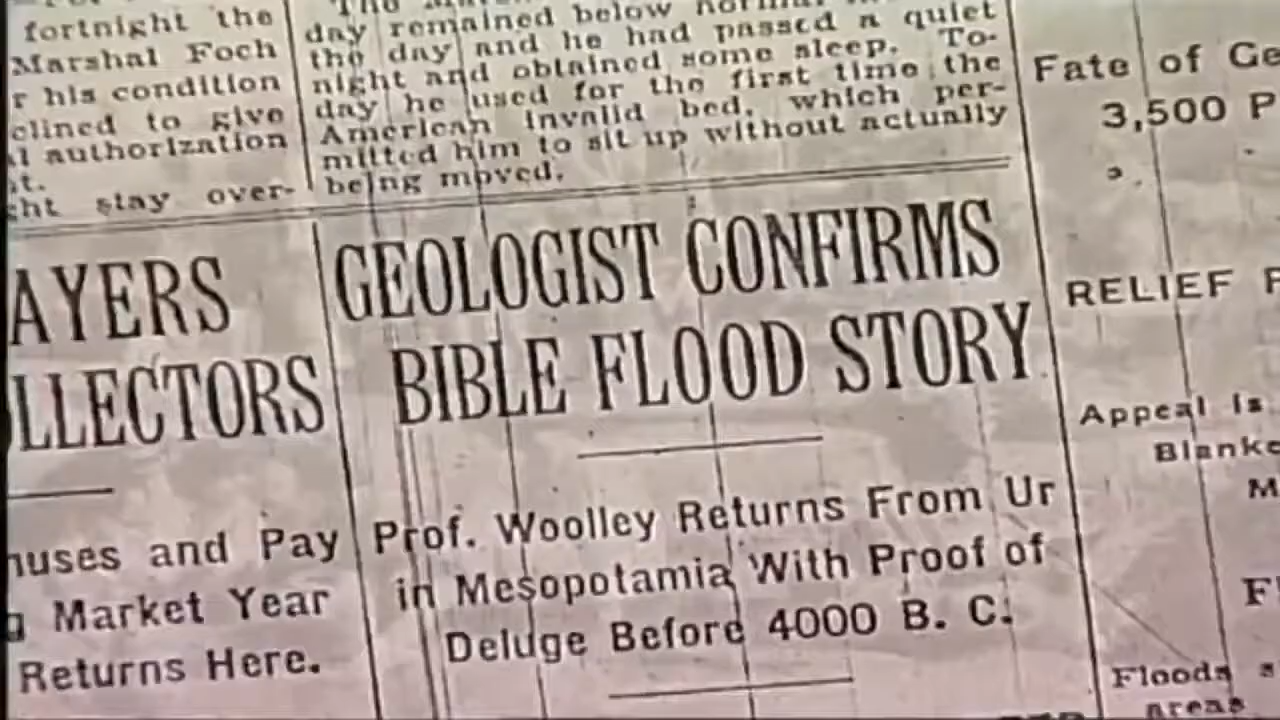 fortnight the
Marshal Foch
r his condition
clined to give
l authorization
ht stay over-
AYERS
LLECTORS
and Pay
Market Year
Returns Here.
day remained below
the day and he had passed a quiet
night and obtained some sleep. To-
day he used for the first time the
American invalid bed, which per-
mitted him to sit up without actually
being moved.
GEOLOGIST CONFIRMS
BIBLE FLOOD STORY
Prof. Woolley Returns From Ur
in Mesopotamia With Proof of
Deluge Before 4000 B. C.
Fate of Ge
3,500 P
RELIEF F
Appeal Is
Blanke
M
F
Floods
areas